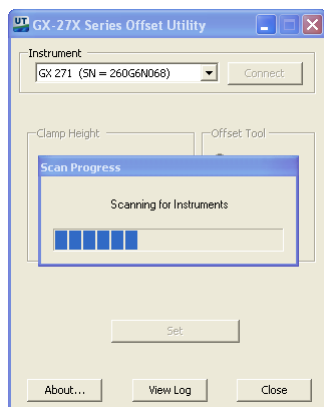 UT GX-27X Series Offset Utility
Instrument
GX 271 (SN = 260G6N068) Connect
Clamp Height Offset Tool
Scan Progress
Scanning for Instruments
Set
About... View Log Close